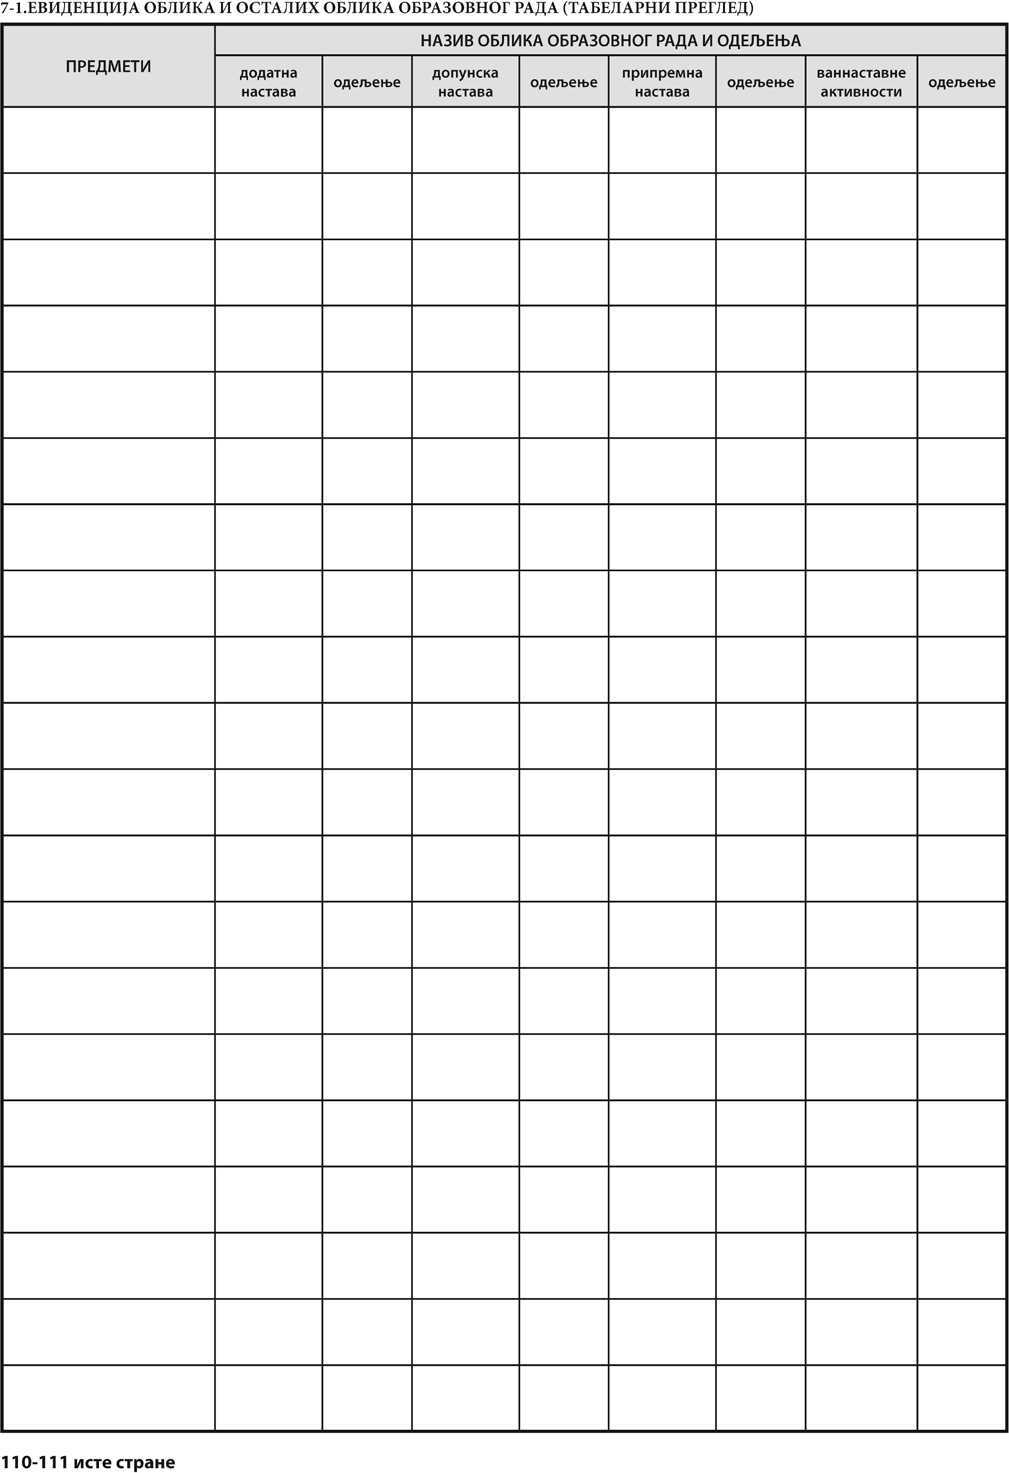 7-1.ЕВИДЕНЦИЈА ОБЛИКА И ОСТАЛИХ ОБЛИКА ОБРАЗОВНОГ РАДА (ТАБЕЛАРНИ ПРЕГЛЕД)
ПРЕДМЕТИ
НАЗИВ ОБЛИКА ОБРАЗОВНОГ РАДА И ОДЕЉЕЊА
додатна
настава
одељење
допунска
настава
одељење
припремна
настава
одељење
ваннаставне
активности
одељење
110-111 исте стране